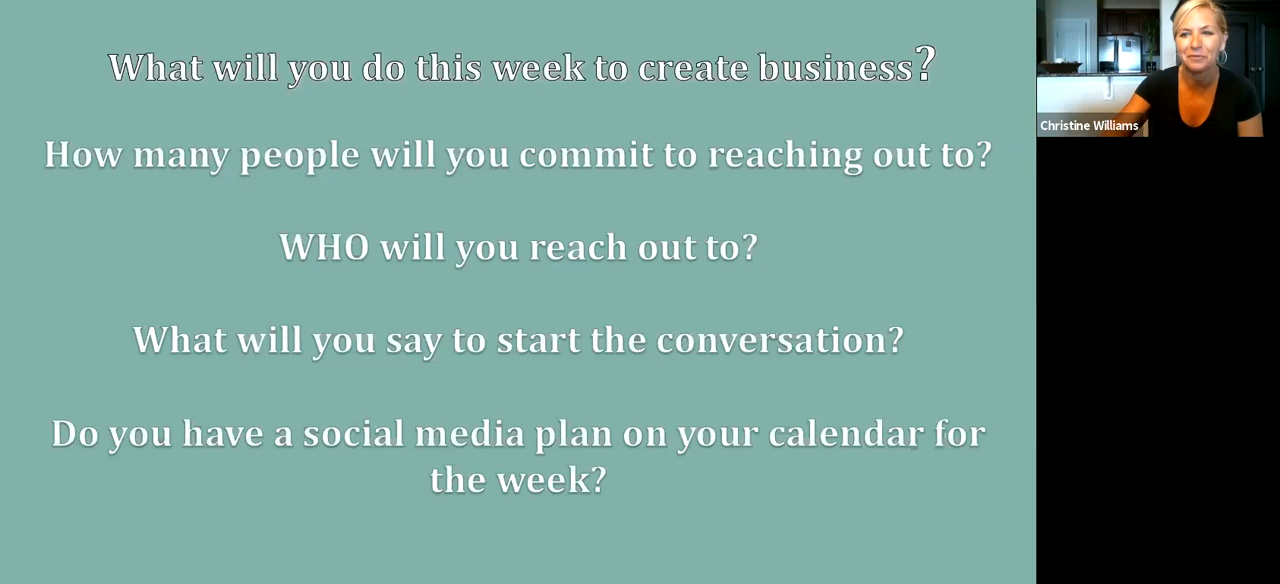 What will you do this week to create business?
How many people will you commit to reaching out to?
WHO will you reach out to?
What will you say to start the conversation?
Do you have a social media plan on your calendar for
the week?
Christine Williams